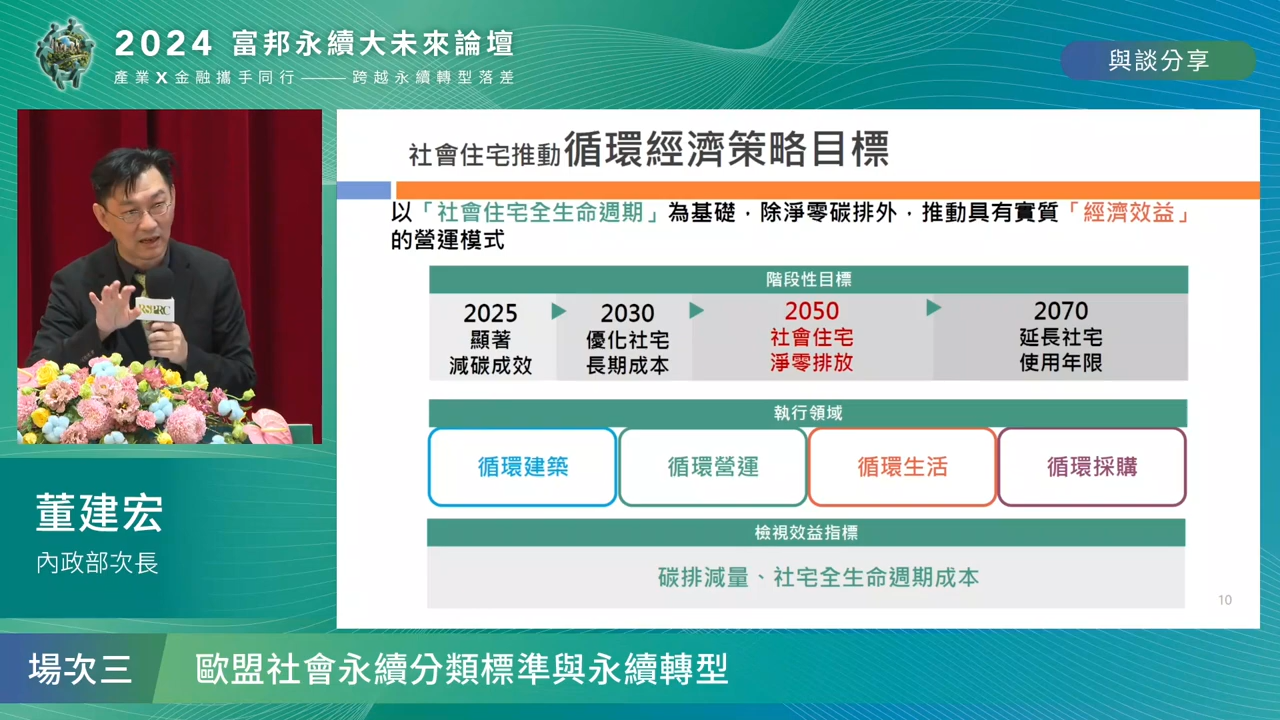 2024 富邦永續大未來論壇
產業X金融攜手同行——跨越永續轉型落差
與談分享
社會住宅推動循環經濟策略目標
以「社會住宅全生命週期」為基礎，除淨零碳排外，推動具有實質「經濟效益」
的營運模式
階段性目標
2025
顯著
減碳成效
2030
優化社宅
長期成本
2050
社會住宅
淨零排放
2070
延長社宅
使用年限
執行領域
循環建築
循環營運
循環生活
循環採購
檢視效益指標
碳排減量、社宅全生命週期成本
10
董建宏
內政部次長
場次三
歐盟社會永續分類標準與永續轉型